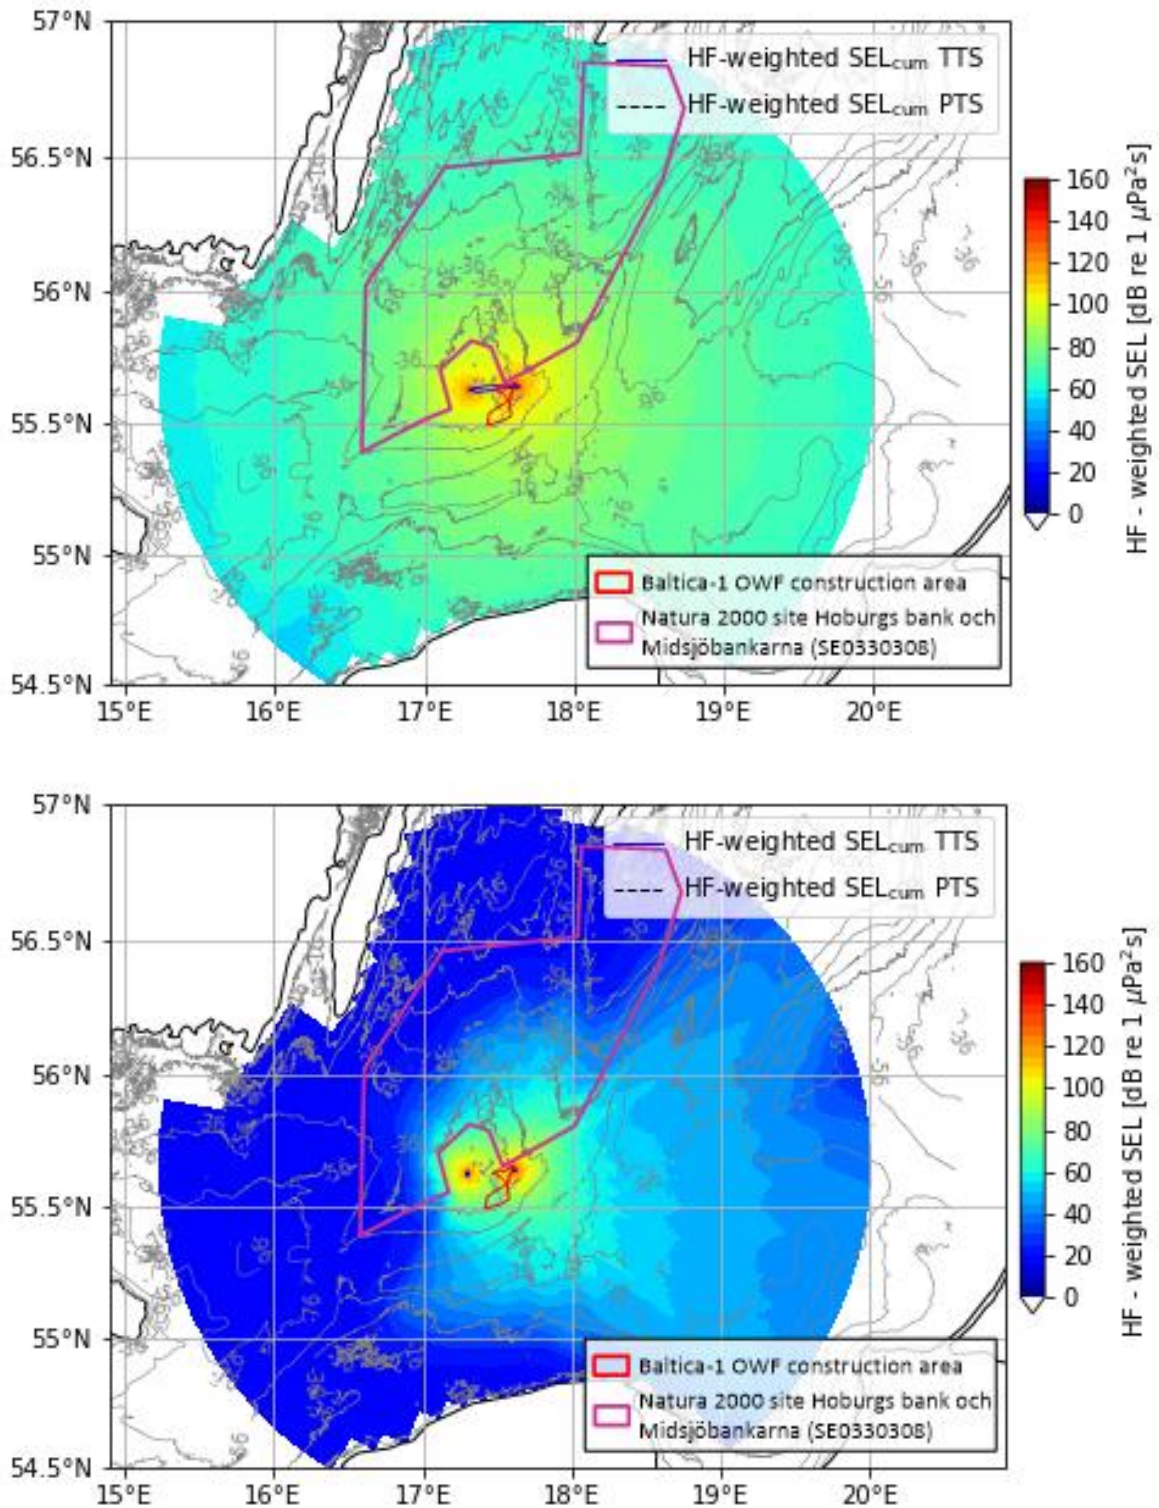 57°N
HF-weighted SELcum TTS
HF-weighted SELcum PTS
56.5°N
56°N
55.5°N
55°N
54.5°N
15°E 16°E 17°E 18°E 19°E 20°E
Baltica-1 OWF construction area
Natura 2000 site Hoburgs bank och
Midsjöbankarna (SE0330308)
160
140
120
100
80
60
40
20
0
HF - weighted SEL [dB re 1 μPa²s]
57°N
HF-weighted SELcum TTS
HF-weighted SELcum PTS
56.5°N
56°N
55.5°N
55°N
54.5°N
15°E 16°E 17°E 18°E 19°E 20°E
Baltica-1 OWF construction area
Natura 2000 site Hoburgs bank och
Midsjöbankarna (SE0330308)
160
140
120
100
80
60
40
20
0
HF - weighted SEL [dB re 1 μPa²s]